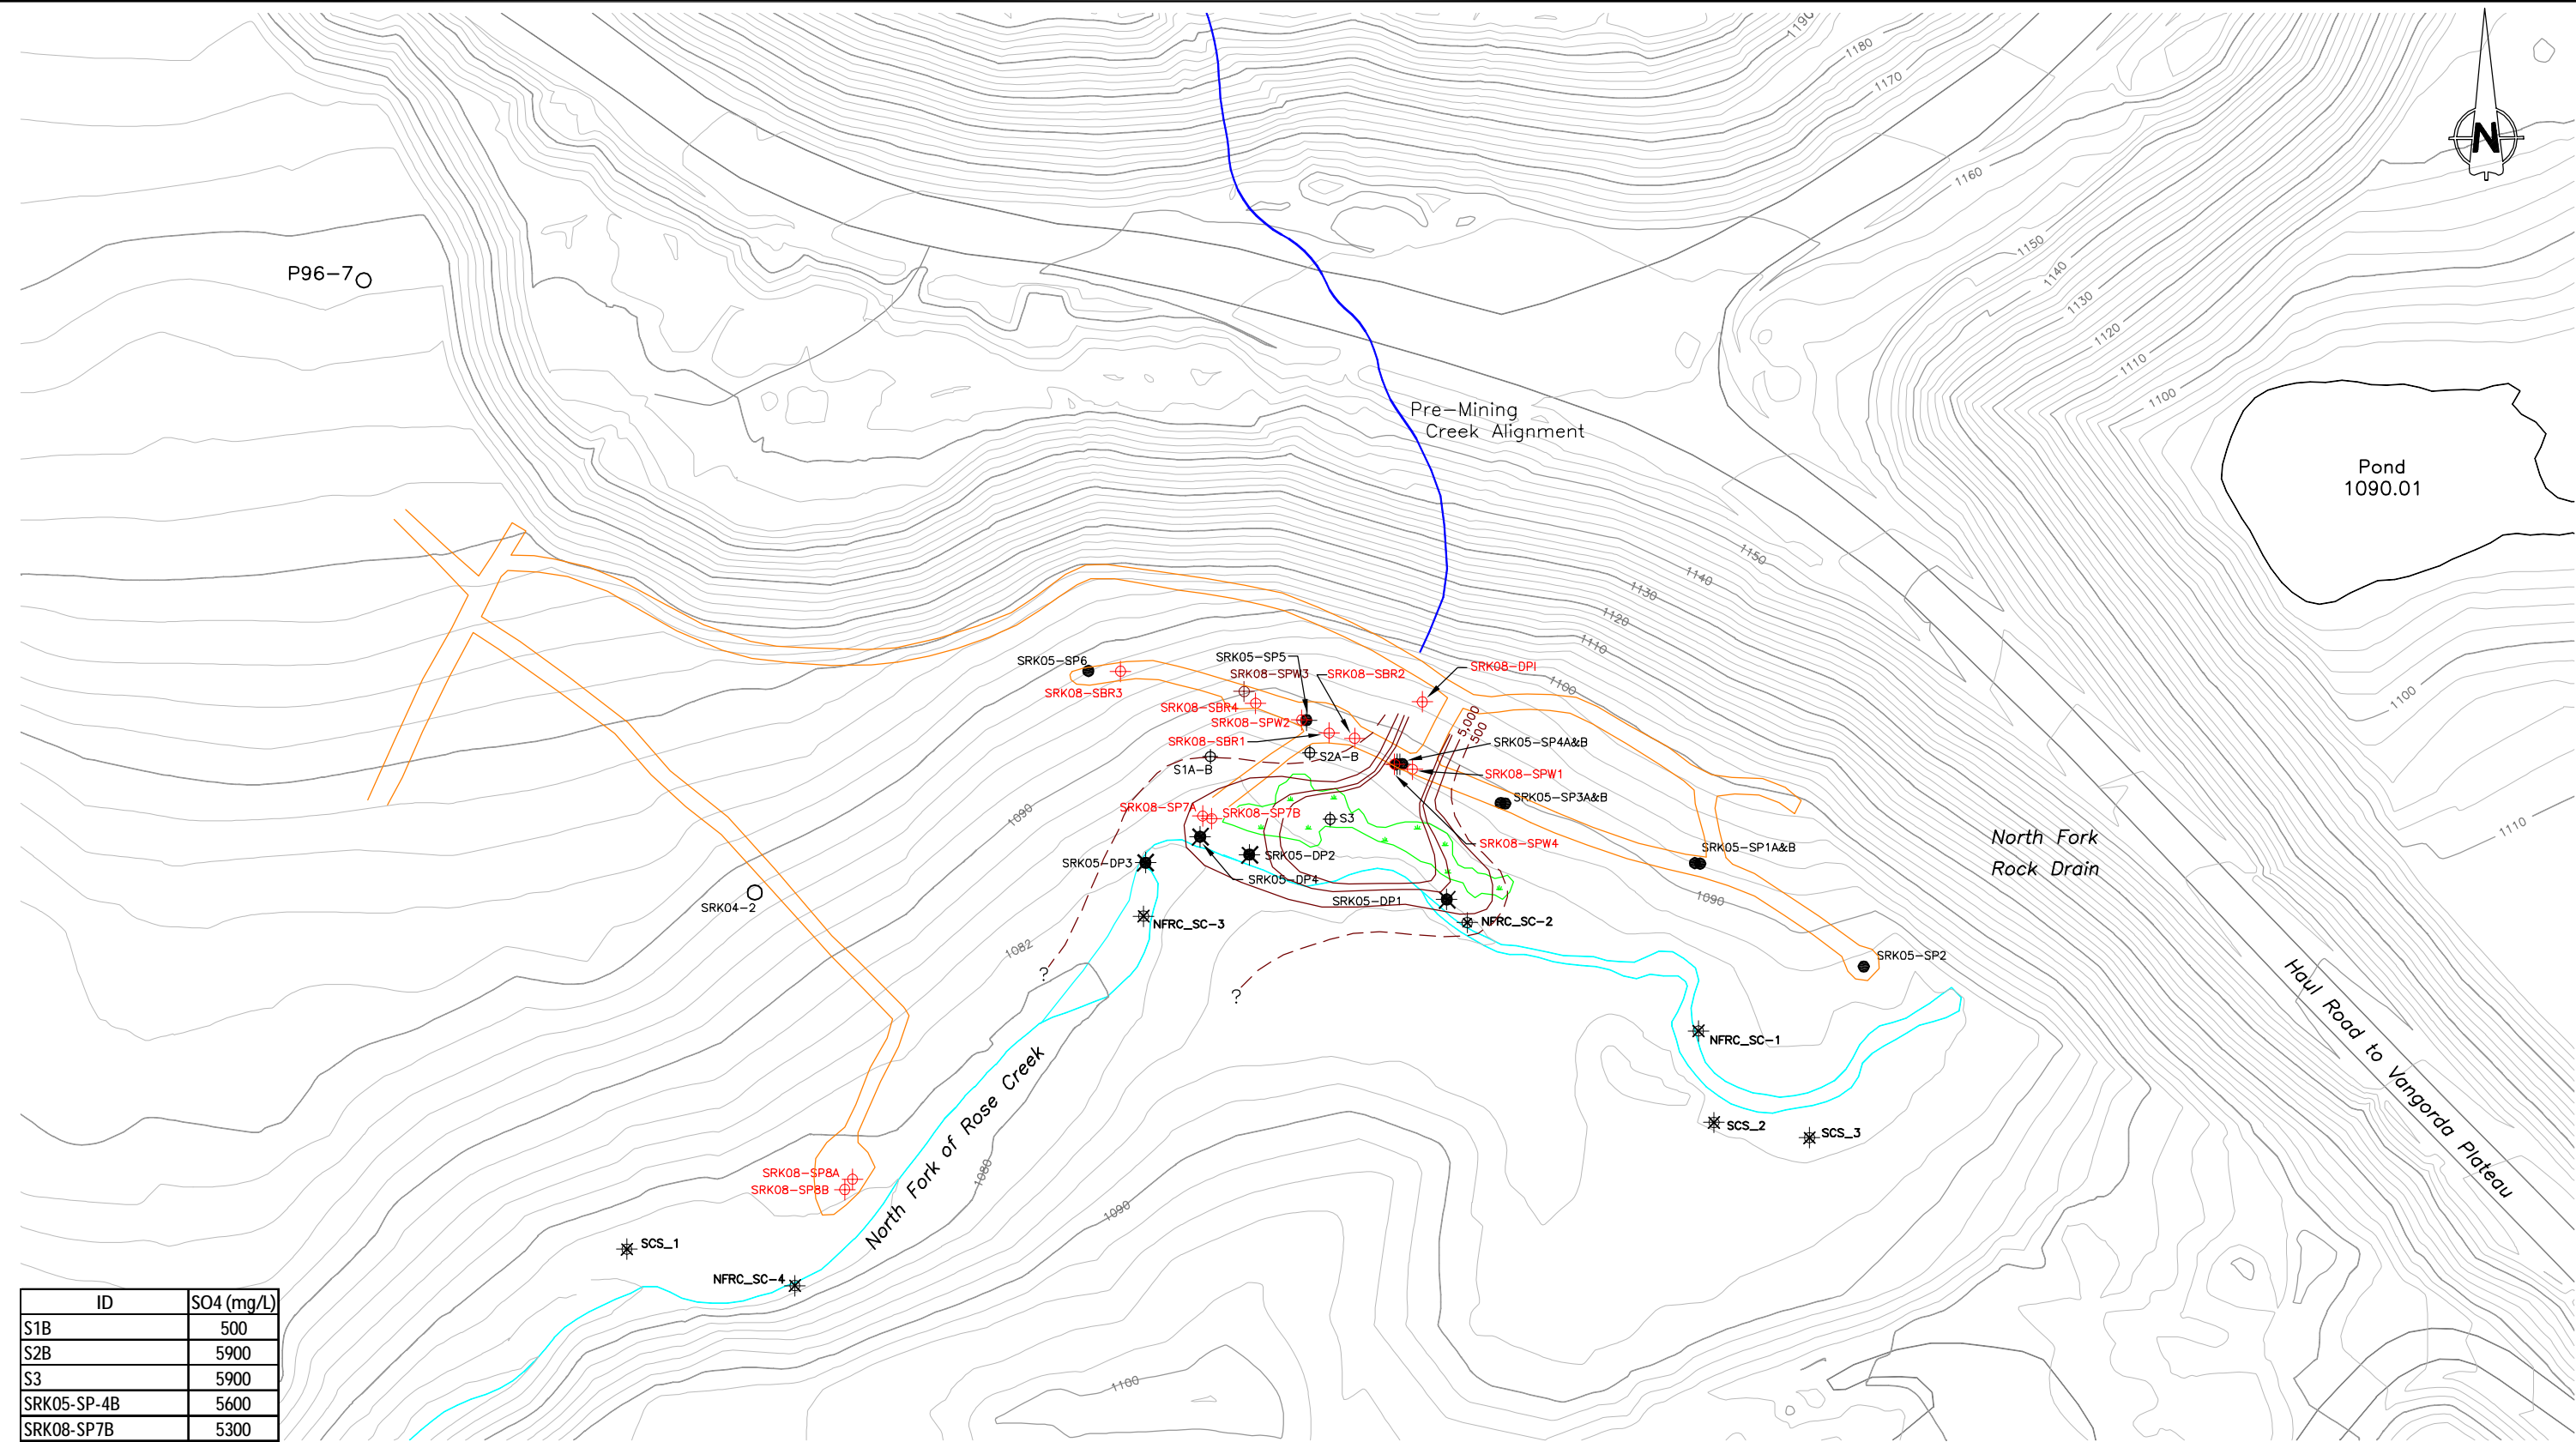 1190
1180
1170
1160
1150
1140
1130
1120
1110
1100
N
P96-7
Pre-Mining
Creek Alignment
Pond
1090.01
1150
1140
1130
1120
1110
1100
1100
1110
SRK05-SP6
SRK08-SBR3
SRK05-SP5
SRK08-SPW3
SRK08-SBR2
SRK08-DPI
SRK08-SBR4
SRK08-SPW2
SRK08-SBR1
S1A-B
S2A-B
5,000
500
SRK05-SP4A&B
SRK08-SPW1
SRK05-SP3A&B
SRK08-SP7A
SRK08-SP7B
S3
SRK08-SPW4
SRK05-SP1A&B
North Fork
Rock Drain
1090
SRK05-DP3
SRK05-DP2
SRK05-DP4
SRK05-DP1
SRK04-2
NFRC_SC-3
NFRC_SC-2
1090
1082
?
?
SRK05-SP2
NFRC_SC-1
SCS_2
SCS_3
Haul Road to Vangorda Plateau
North Fork of Rose Creek
1080
1090
1100
SRK08-SP8A
SRK08-SP8B
SCS_1
NFRC_SC-4
ID SO4 (mg/L)
S1B 500
S2B 5900
S3 5900
SRK05-SP-4B 5600
SRK08-SP7B 5300